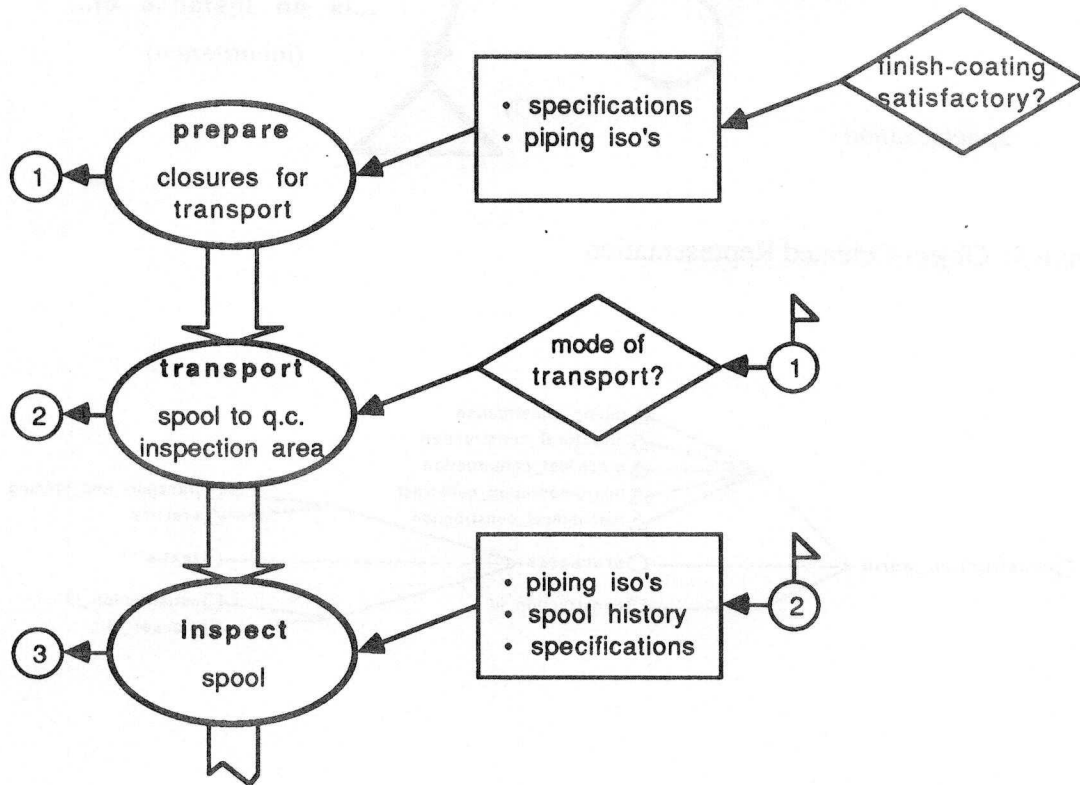 finish-coating
satisfactory?
• specifications
• piping iso's
prepare
closures for
transport
1
mode of
transport?
1
transport
spool to q.c.
inspection area
2
• piping iso's
• spool history
• specifications
2
inspect
spool
3